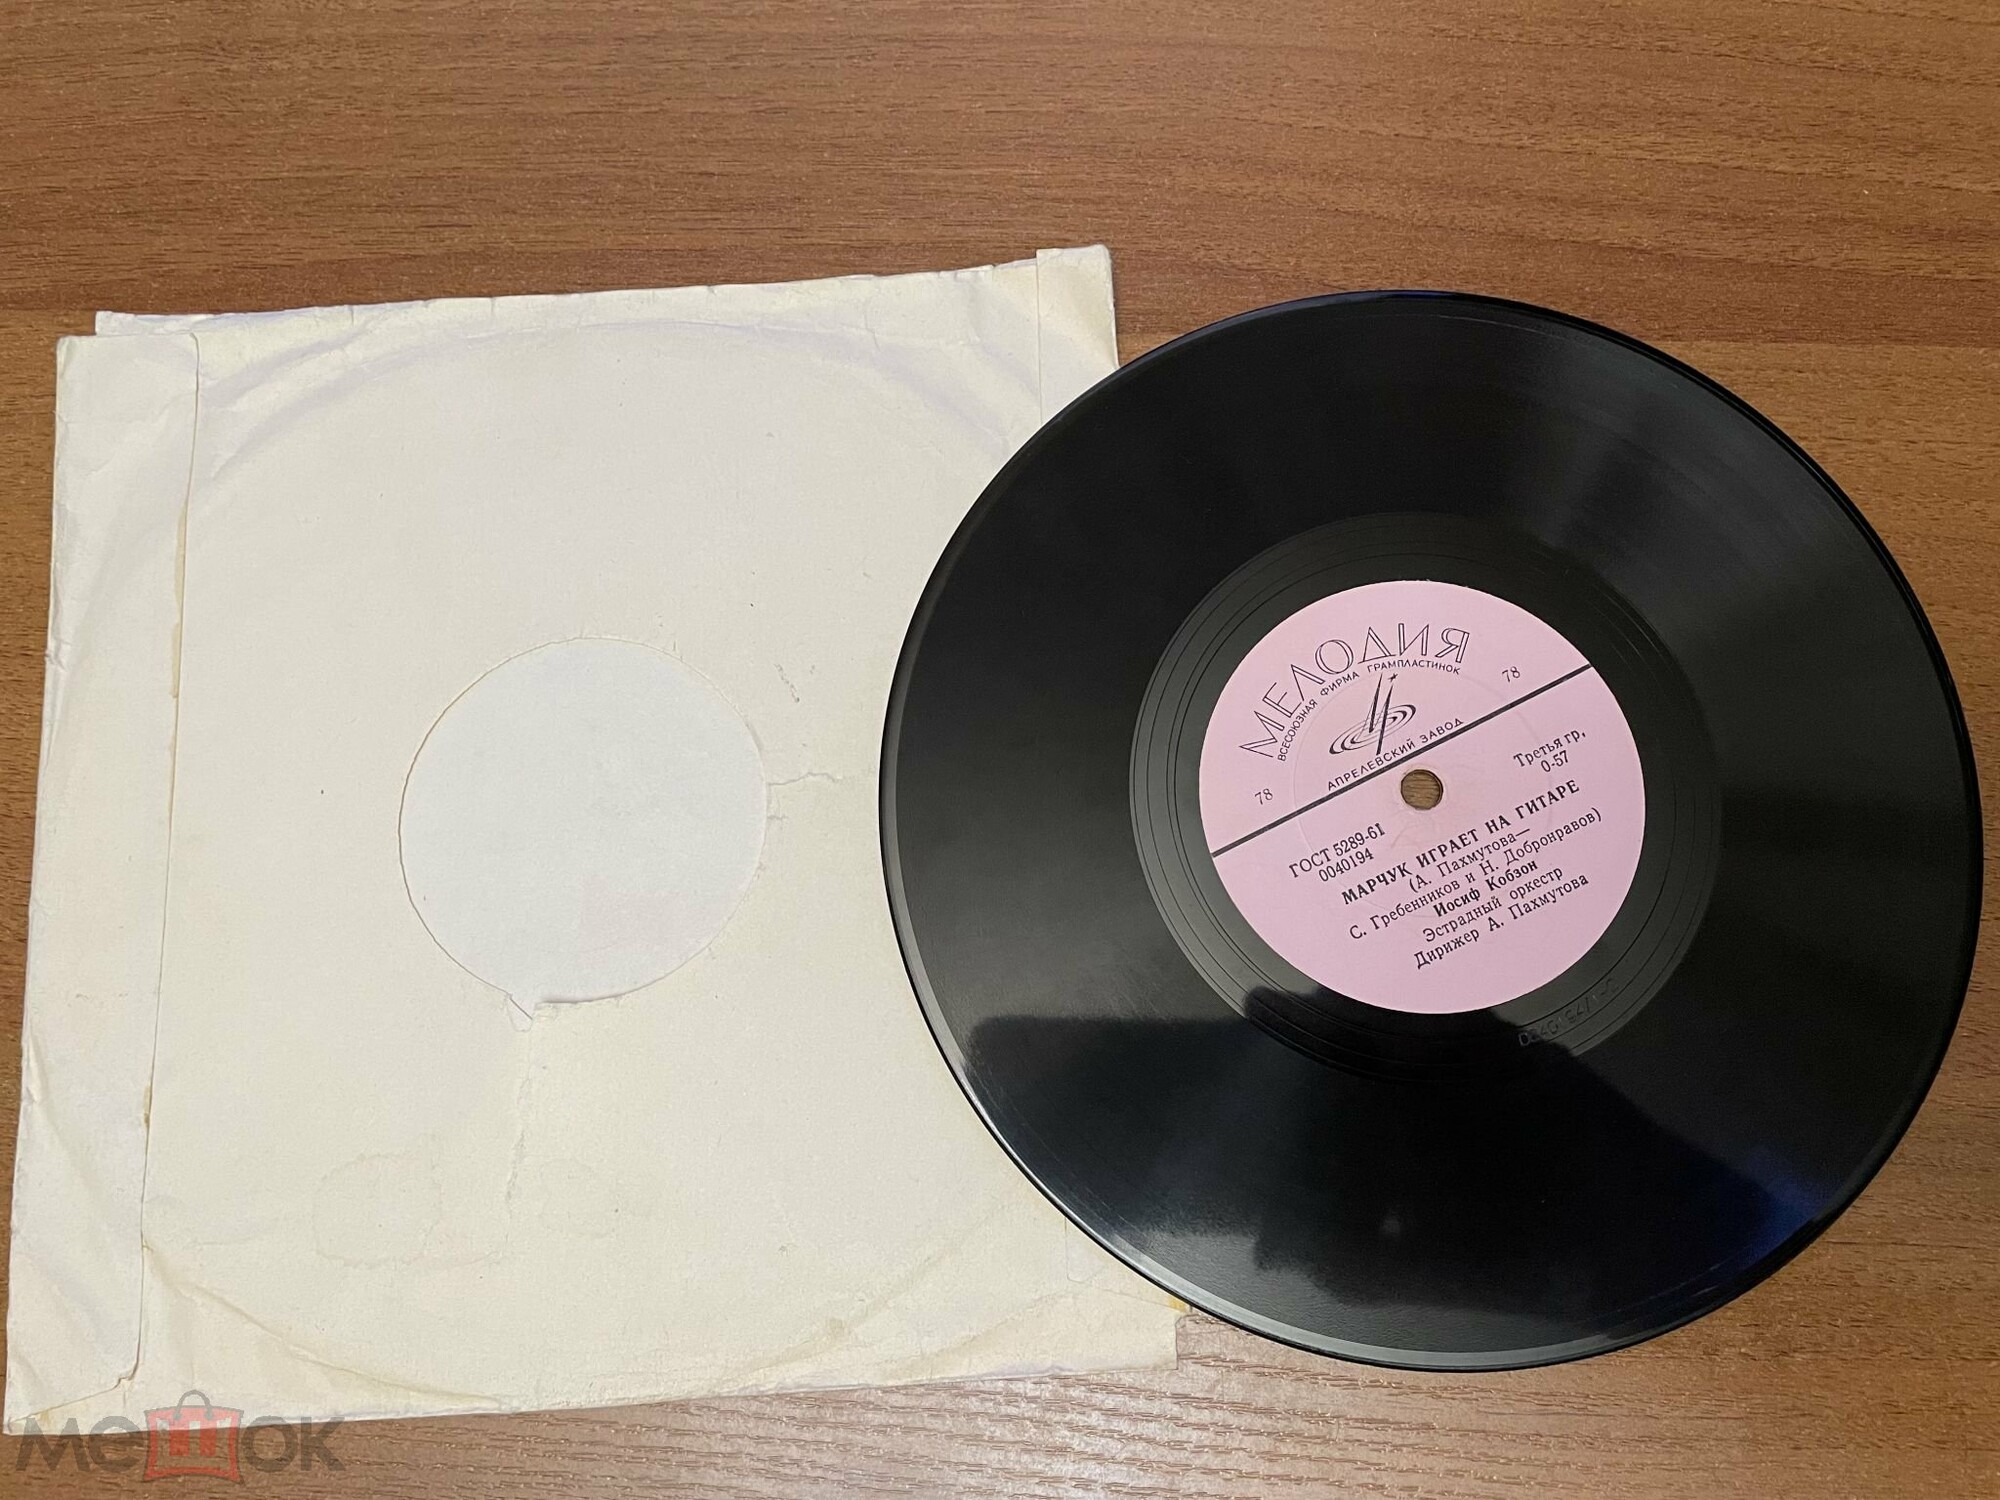 МЕЛОДИЯ
ВСЕСОЮЗНАЯ ФИРМА ГРАМПЛАСТИНОК
АПРЕЛЕВСКИЙ ЗАВОД
78
78
Третья гр,
0-57
ГОСТ 5289-61
0040194
МАРЧУК ИГРАЕТ НА ГИТАРЕ
(А. Пахмутова—
С. Гребенников и Н. Добронравов)
Иосиф Кобзон
Эстрадный оркестр
Дирижер А. Пахмутова
мешок